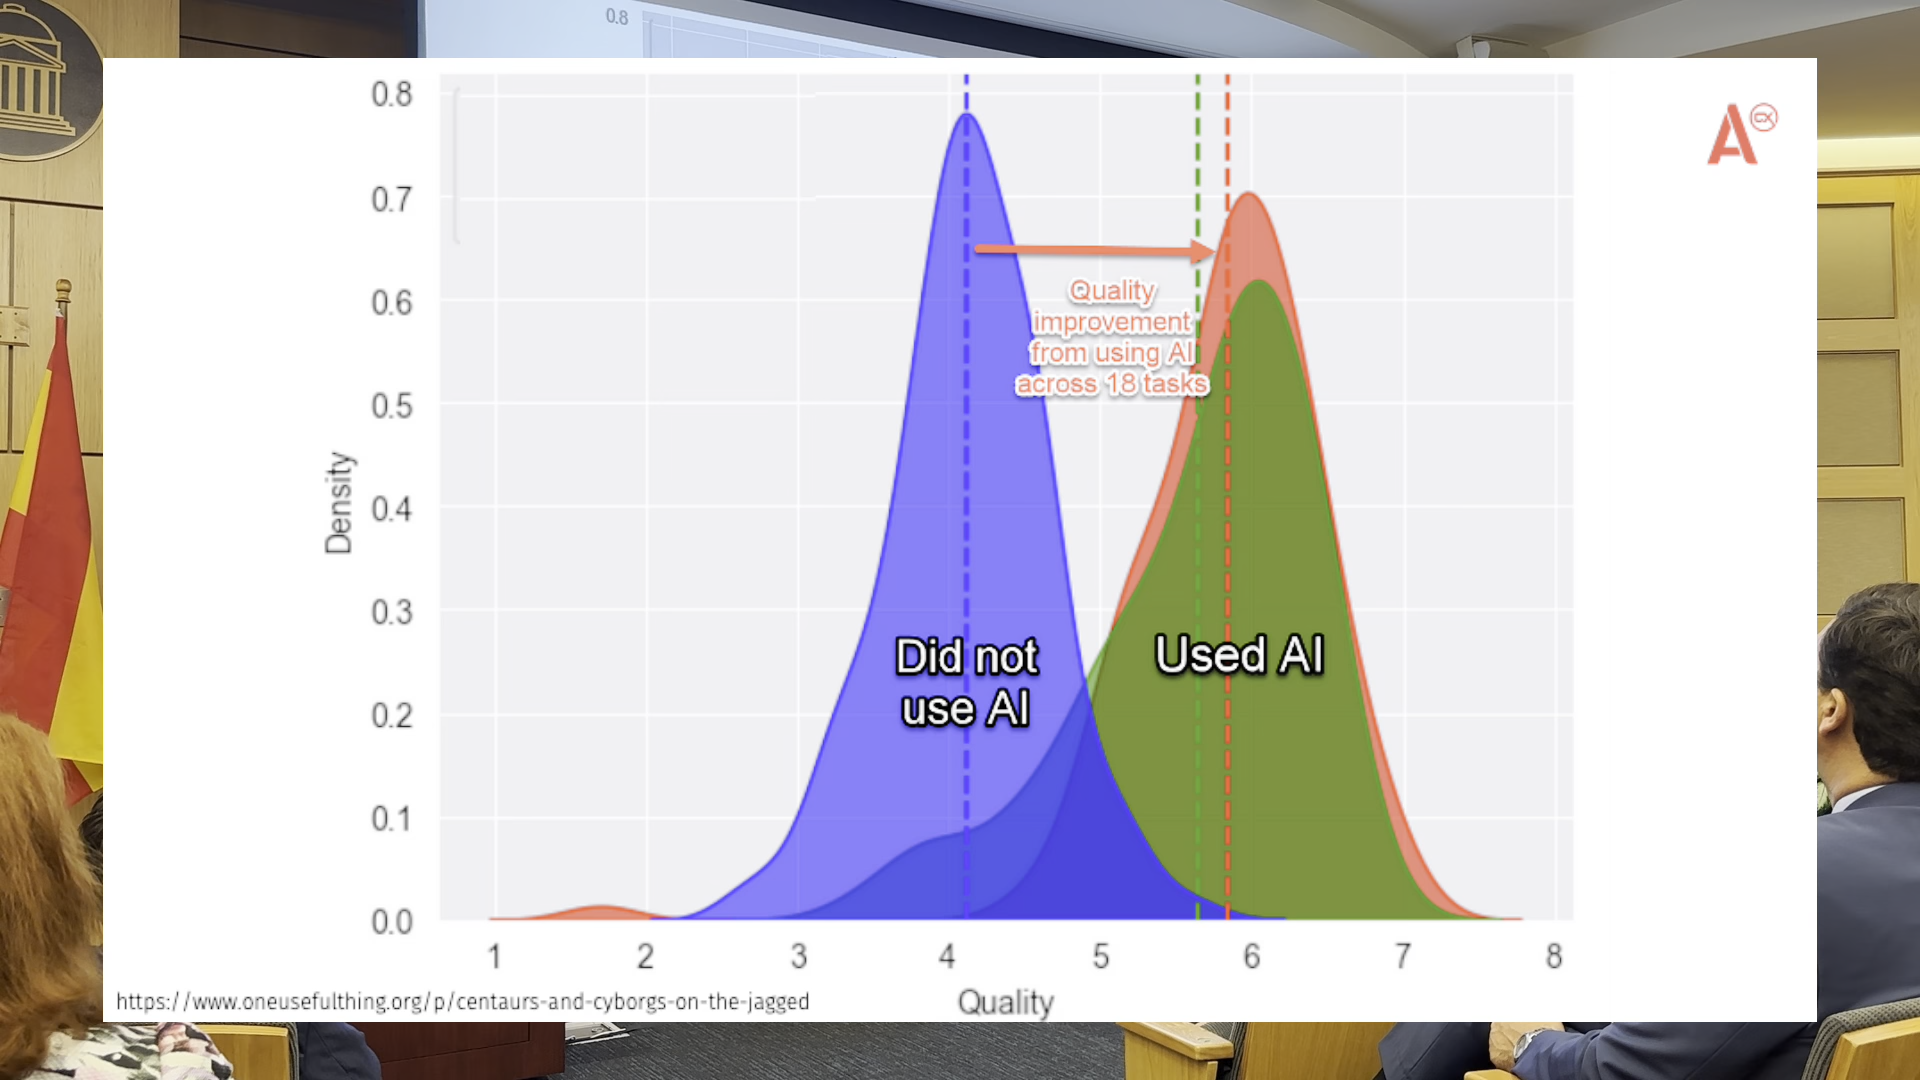 0.8
A CX
0.8
0.7
0.6
0.5
0.4
0.3
0.2
0.1
0.0
Density
Quality
improvement
from using AI
across 18 tasks
Did not
use AI
Used AI
1 2 3 4 5 6 7 8
Quality
https://www.oneusefulthing.org/p/centaurs-and-cyborgs-on-the-jagged